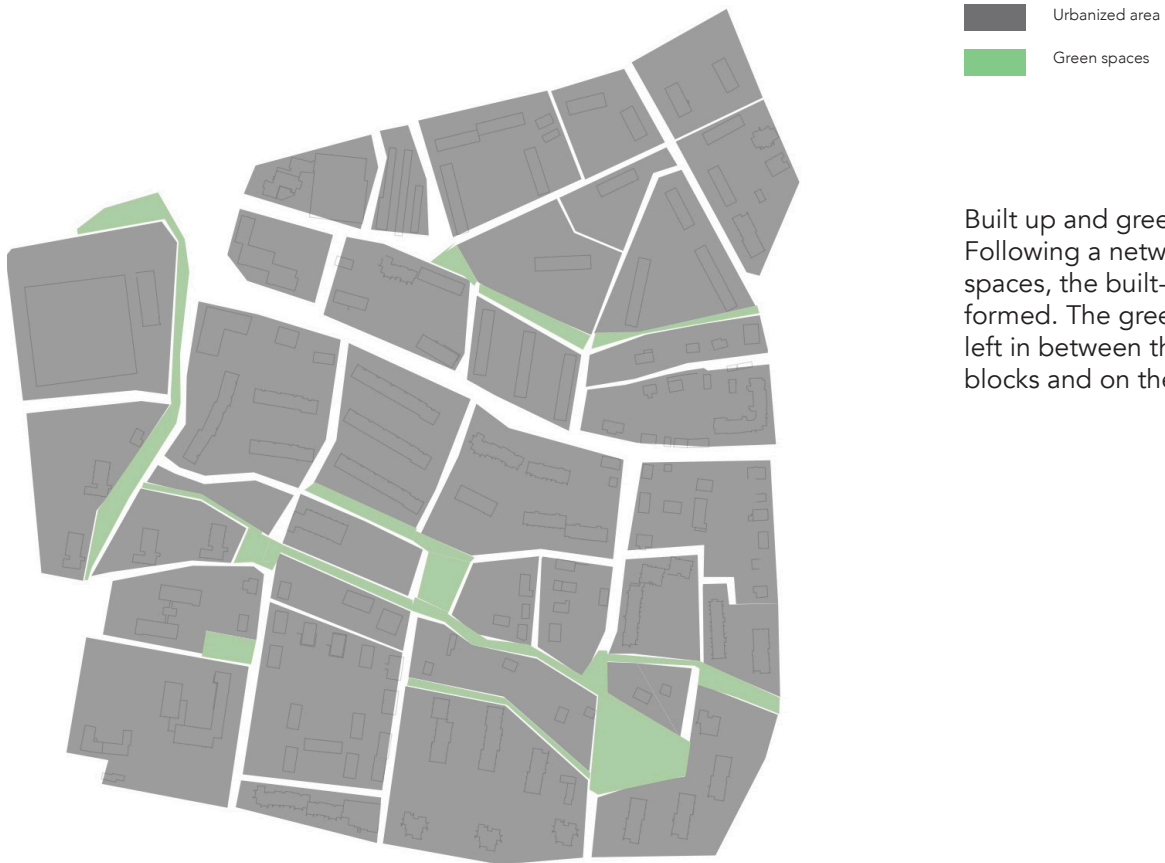 Urbanized area
Green spaces
Built up and gree
Following a netw
spaces, the built-
formed. The gree
left in between th
blocks and on the